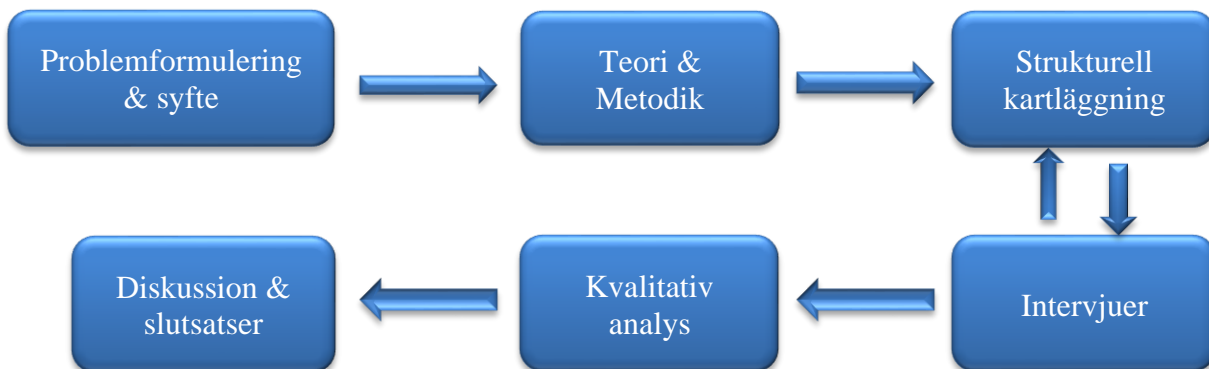 Problemformulering
& syfte
Teori &
Metodik
Strukturell
kartläggning
Diskussion &
slutsatser
Kvalitativ
analys
Intervjuer